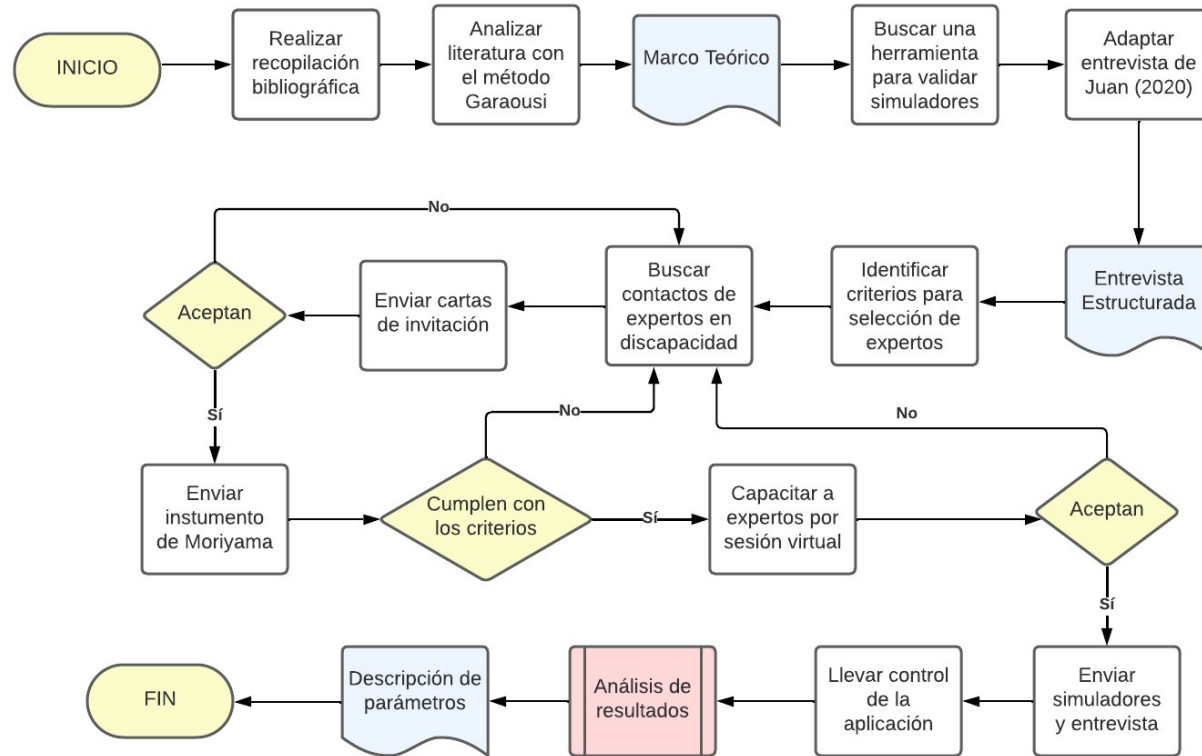 INICIO
Realizar
recopilación
bibliográfica
Analizar
literatura con
el método
Garaousi
Marco Teórico
Buscar una
herramienta
para validar
simuladores
Adaptar
entrevista de
Juan (2020)
Entrevista
Estructurada
Identificar
criterios para
selección de
expertos
Buscar
contactos de
expertos en
discapacidad
Enviar cartas
de invitación
Aceptan
No
Sí
Enviar
instumento
de Moriyama
Cumplen con
los criterios
No
Sí
Capacitar a
expertos por
sesión virtual
Aceptan
No
Sí
Enviar
simuladores
y entrevista
Llevar control
de la
aplicación
Análisis de
resultados
Descripción de
parámetros
FIN